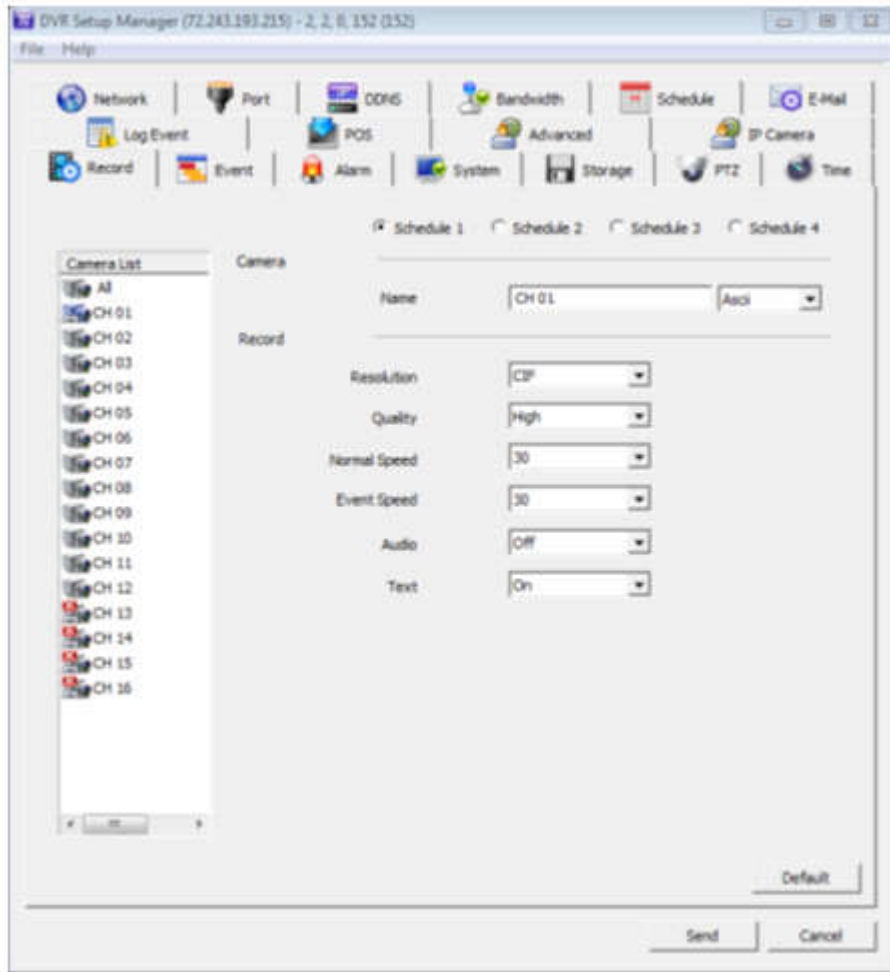 DVR Setup Manager (72.243.193.215) - 2, 2, 0, 152 (152)
File Help
Network Port DDNS Bandwidth Schedule E-Mail
Log Event POS Advanced IP Camera
Record Event Alarm System Storage PTZ Time
Schedule 1 Schedule 2 Schedule 3 Schedule 4
Camera List
All
CH 01
CH 02
CH 03
CH 04
CH 05
CH 06
CH 07
CH 08
CH 09
CH 10
CH 11
CH 12
CH 13
CH 14
CH 15
CH 16
Camera
Name CH 01 Ascii
Record
Resolution CIF
Quality High
Normal Speed 30
Event Speed 30
Audio Off
Text On
Default
Send Cancel